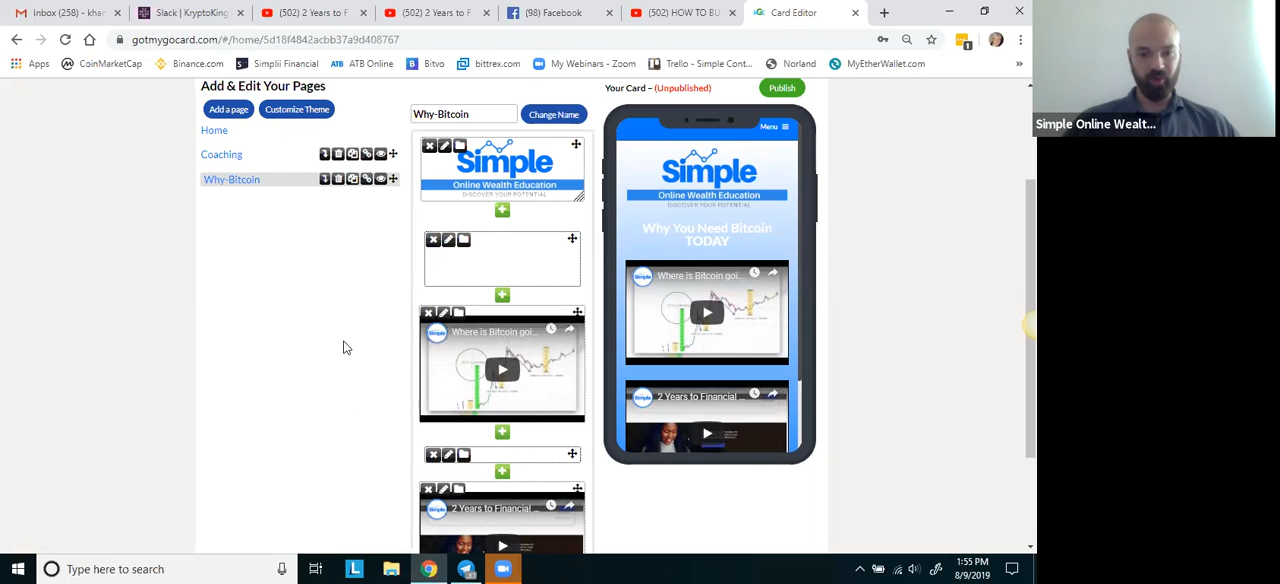 inbox (258) - khar
Slack | KryptoKing
(502) 2 Years to F
(502) 2 Years to F
(98) Facebook
(502) HOW TO BU
Card Editor
gotmygocard.com/#/home/5d18f4842acbb37a9d408767
Apps
CoinMarketCap
Binance.com
Simplii Financial
ATB Online
Bitvo
bittrex.com
My Webinars - Zoom
Trello - Simple Cont...
Norland
MyEtherWallet.com
Simple Online Wealt...
Add & Edit Your Pages
Add a page
Customize Theme
Home
Coaching
Why-Bitcoin
Why-Bitcoin
Change Name
Simple
Online Wealth Education
DISCOVER YOUR POTENTIAL
Simple
Where is Bitcoin goi...
Simple
2 Years to Financial ...
Your Card – (Unpublished)
Publish
Menu
Simple
Online Wealth Education
DISCOVER YOUR POTENTIAL
Why You Need Bitcoin
TODAY
Simple
Where is Bitcoin goi...
Simple
2 Years to Financial ...
Type here to search
1:55 PM
8/9/2019